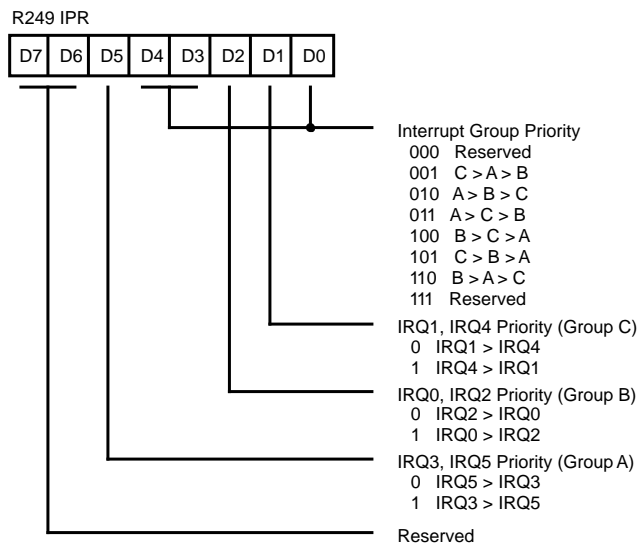 R249 IPR
D7 D6 D5 D4 D3 D2 D1 D0
Interrupt Group Priority
000 Reserved
001 C > A > B
010 A > B > C
011 A > C > B
100 B > C > A
101 C > B > A
110 B > A > C
111 Reserved
IRQ1, IRQ4 Priority (Group C)
0 IRQ1 > IRQ4
1 IRQ4 > IRQ1
IRQ0, IRQ2 Priority (Group B)
0 IRQ2 > IRQ0
1 IRQ0 > IRQ2
IRQ3, IRQ5 Priority (Group A)
0 IRQ5 > IRQ3
1 IRQ3 > IRQ5
Reserved